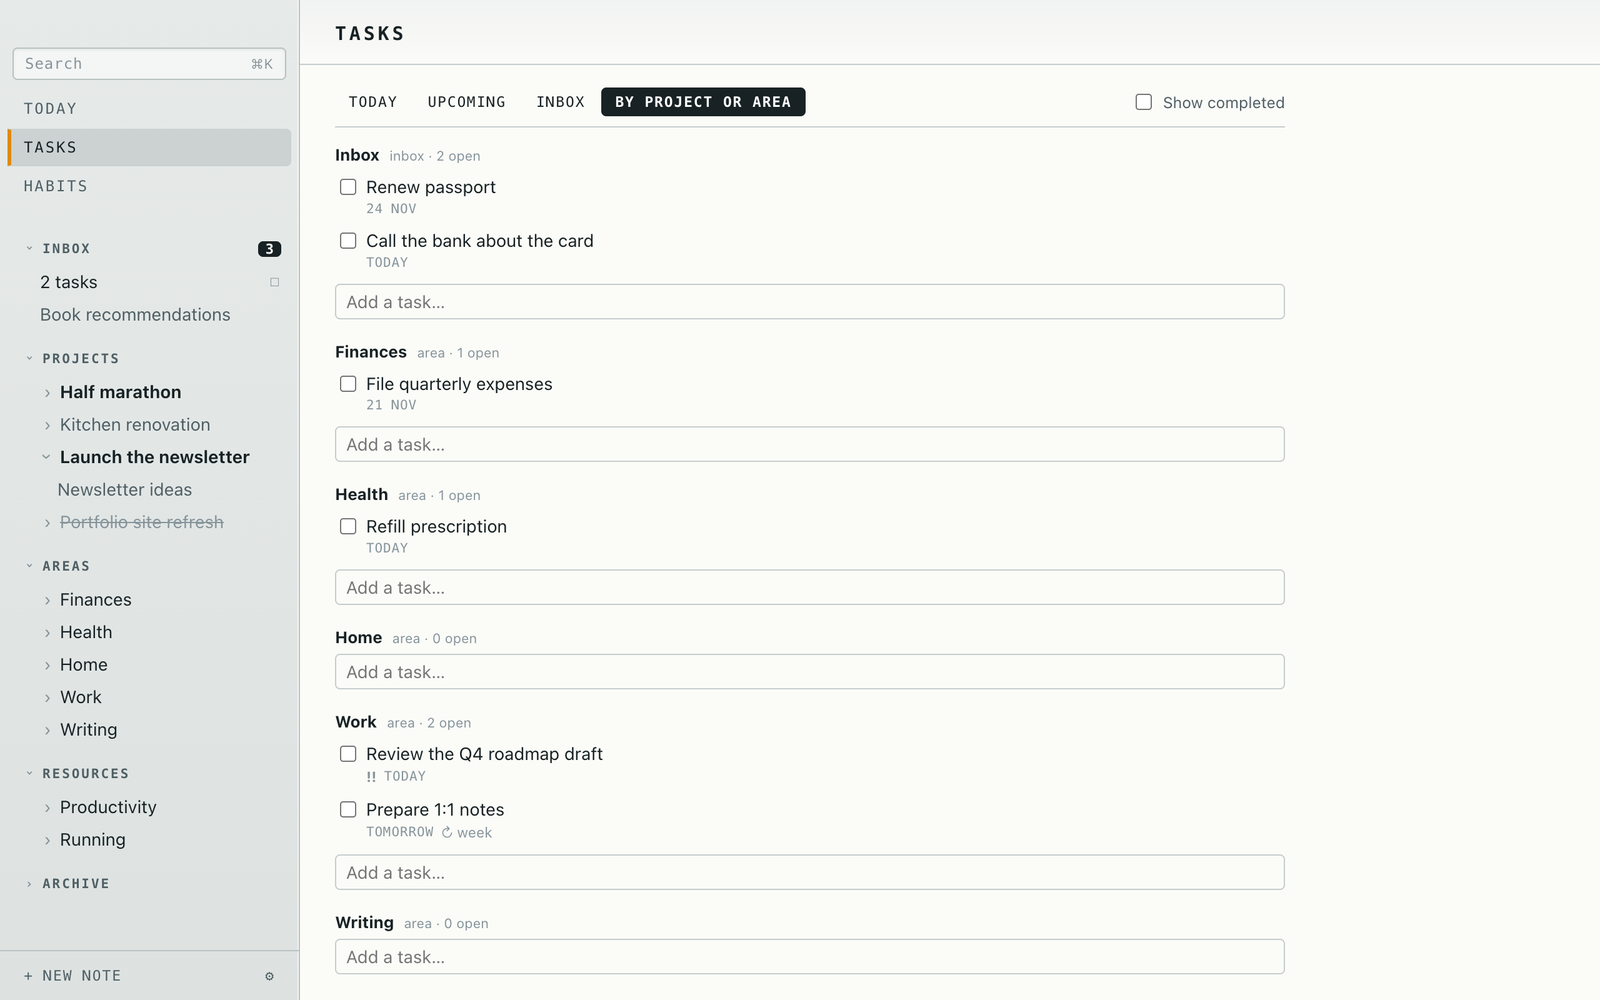 Search ⌘K
TODAY
TASKS
HABITS
INBOX 3
2 tasks
Book recommendations
PROJECTS
Half marathon
Kitchen renovation
Launch the newsletter
Newsletter ideas
Portfolio site refresh
AREAS
Finances
Health
Home
Work
Writing
RESOURCES
Productivity
Running
ARCHIVE
+ NEW NOTE
TASKS
TODAY UPCOMING INBOX BY PROJECT OR AREA Show completed
Inbox inbox · 2 open
Renew passport
24 NOV
Call the bank about the card
TODAY
Add a task...
Finances area · 1 open
File quarterly expenses
21 NOV
Add a task...
Health area · 1 open
Refill prescription
TODAY
Add a task...
Home area · 0 open
Add a task...
Work area · 2 open
Review the Q4 roadmap draft
!! TODAY
Prepare 1:1 notes
TOMORROW ↻ week
Add a task...
Writing area · 0 open
Add a task...